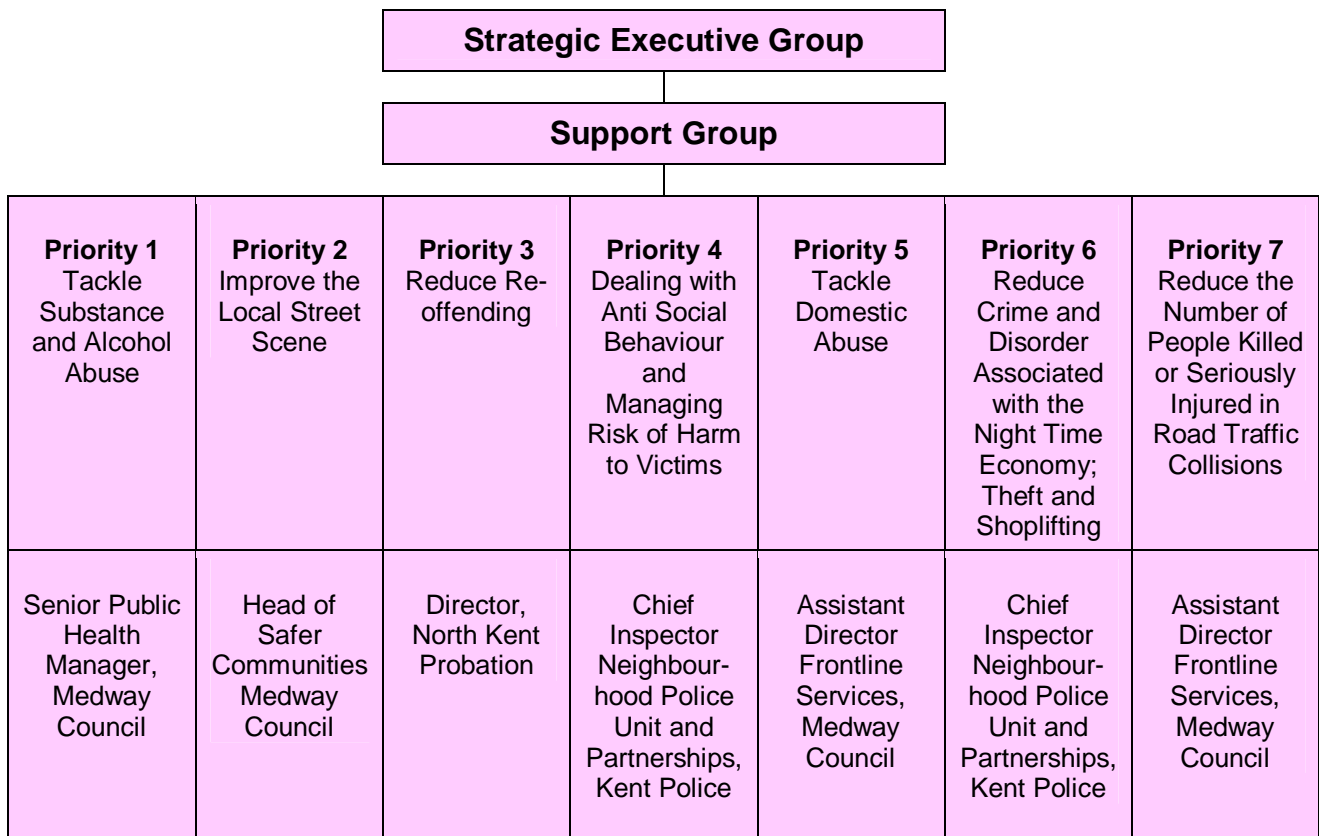 Strategic Executive Group
Support Group
Priority 1
Tackle
Substance
and Alcohol
Abuse
Priority 2
Improve the
Local Street
Scene
Priority 3
Reduce Re-
offending
Priority 4
Dealing with
Anti Social
Behaviour
and
Managing
Risk of Harm
to Victims
Priority 5
Tackle
Domestic
Abuse
Priority 6
Reduce
Crime and
Disorder
Associated
with the
Night Time
Economy;
Theft and
Shoplifting
Priority 7
Reduce the
Number of
People Killed
or Seriously
Injured in
Road Traffic
Collisions
Senior Public
Health
Manager,
Medway
Council
Head of
Safer
Communities
Medway
Council
Director,
North Kent
Probation
Chief
Inspector
Neighbour-
hood Police
Unit and
Partnerships,
Kent Police
Assistant
Director
Frontline
Services,
Medway
Council
Chief
Inspector
Neighbour-
hood Police
Unit and
Partnerships,
Kent Police
Assistant
Director
Frontline
Services,
Medway
Council